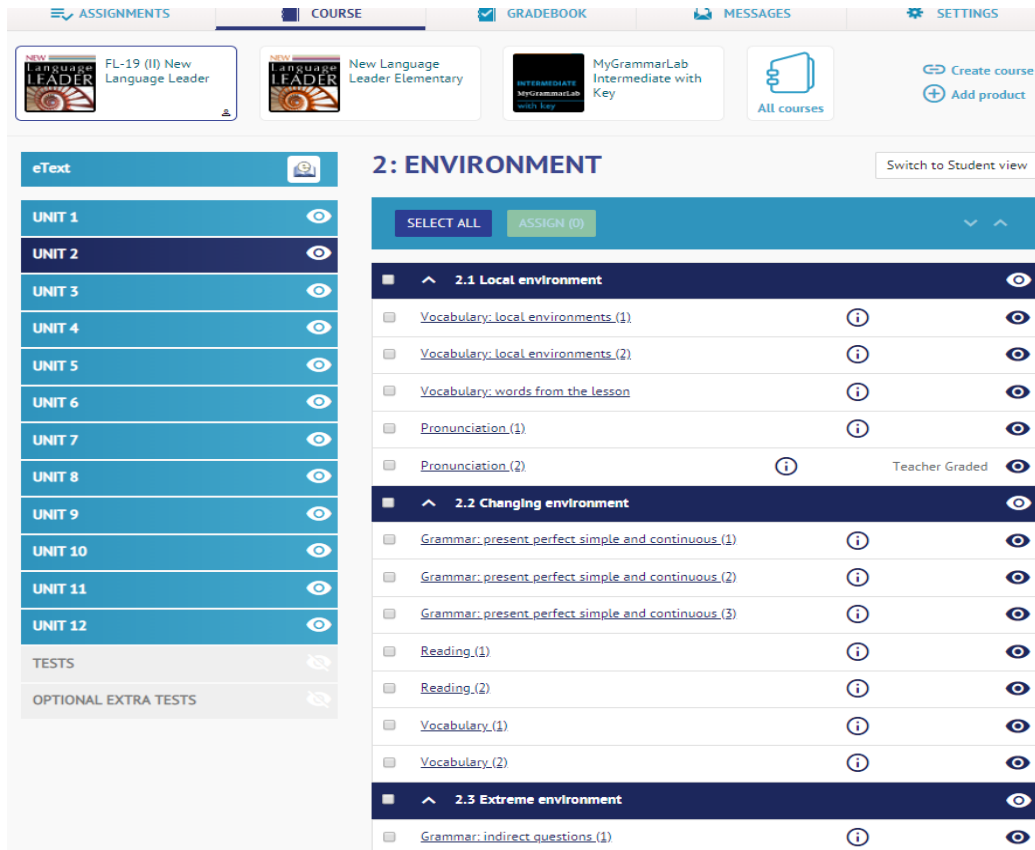 ASSIGNMENTS
COURSE
GRADEBOOK
MESSAGES
SETTINGS
NEW
Language
LEADER
FL-19 (II) New
Language Leader
NEW
Language
LEADER
New Language
Leader Elementary
INTERMEDIATE
MyGrammarLab
with key
MyGrammarLab
Intermediate with
Key
All courses
Create course
Add product
eText
2: ENVIRONMENT
Switch to Student view
UNIT 1
UNIT 2
UNIT 3
UNIT 4
UNIT 5
UNIT 6
UNIT 7
UNIT 8
UNIT 9
UNIT 10
UNIT 11
UNIT 12
TESTS
OPTIONAL EXTRA TESTS
SELECT ALL
ASSIGN (0)
2.1 Local environment
Vocabulary: local environments (1)
Vocabulary: local environments (2)
Vocabulary: words from the lesson
Pronunciation (1)
Pronunciation (2)
Teacher Graded
2.2 Changing environment
Grammar: present perfect simple and continuous (1)
Grammar: present perfect simple and continuous (2)
Grammar: present perfect simple and continuous (3)
Reading (1)
Reading (2)
Vocabulary (1)
Vocabulary (2)
2.3 Extreme environment
Grammar: indirect questions (1)